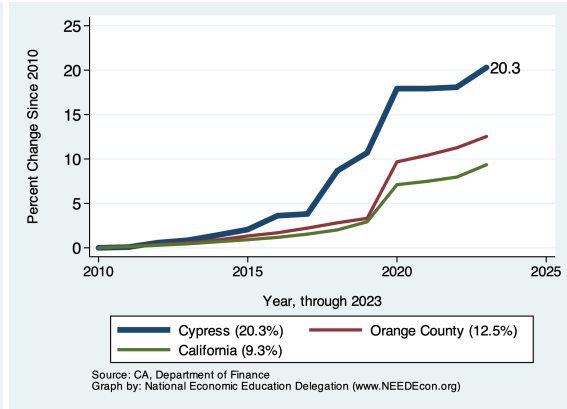 Percent Change Since 2010
25
20
15
10
5
0
20.3
2010 2015 2020 2025
Year, through 2023
Cypress (20.3%) Orange County (12.5%)
California (9.3%)
Source: CA, Department of Finance
Graph by: National Economic Education Delegation (www.NEEDEcon.org)